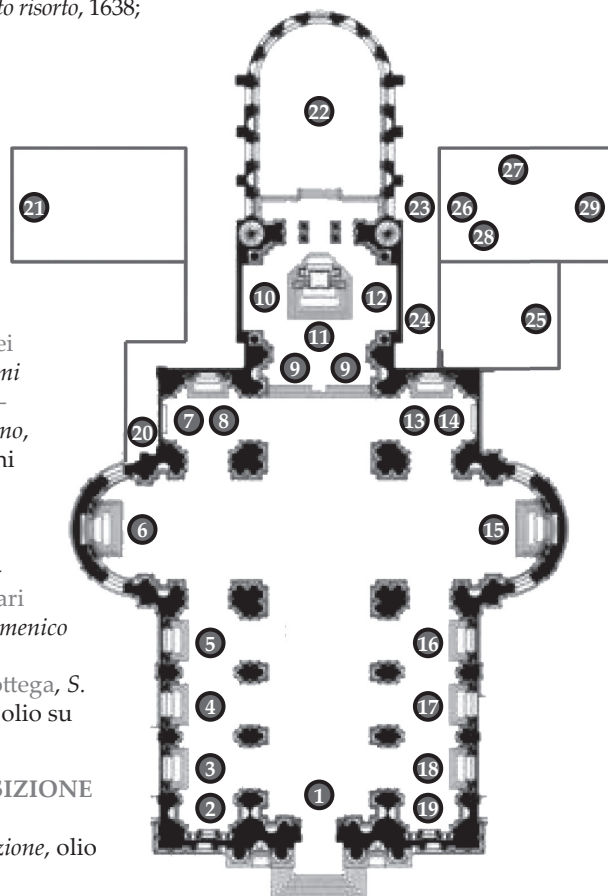 to risorto, 1638;
ei
ni
–
no,
ni
ari
menico
ottega, S.
olio su
SIZIONE
zione, olio
22
27
21 23 26 29
28
10 12
24 25
11
9 9
7 8 13 14
20
6 15
5 16
4 17
3 18
1
2 19